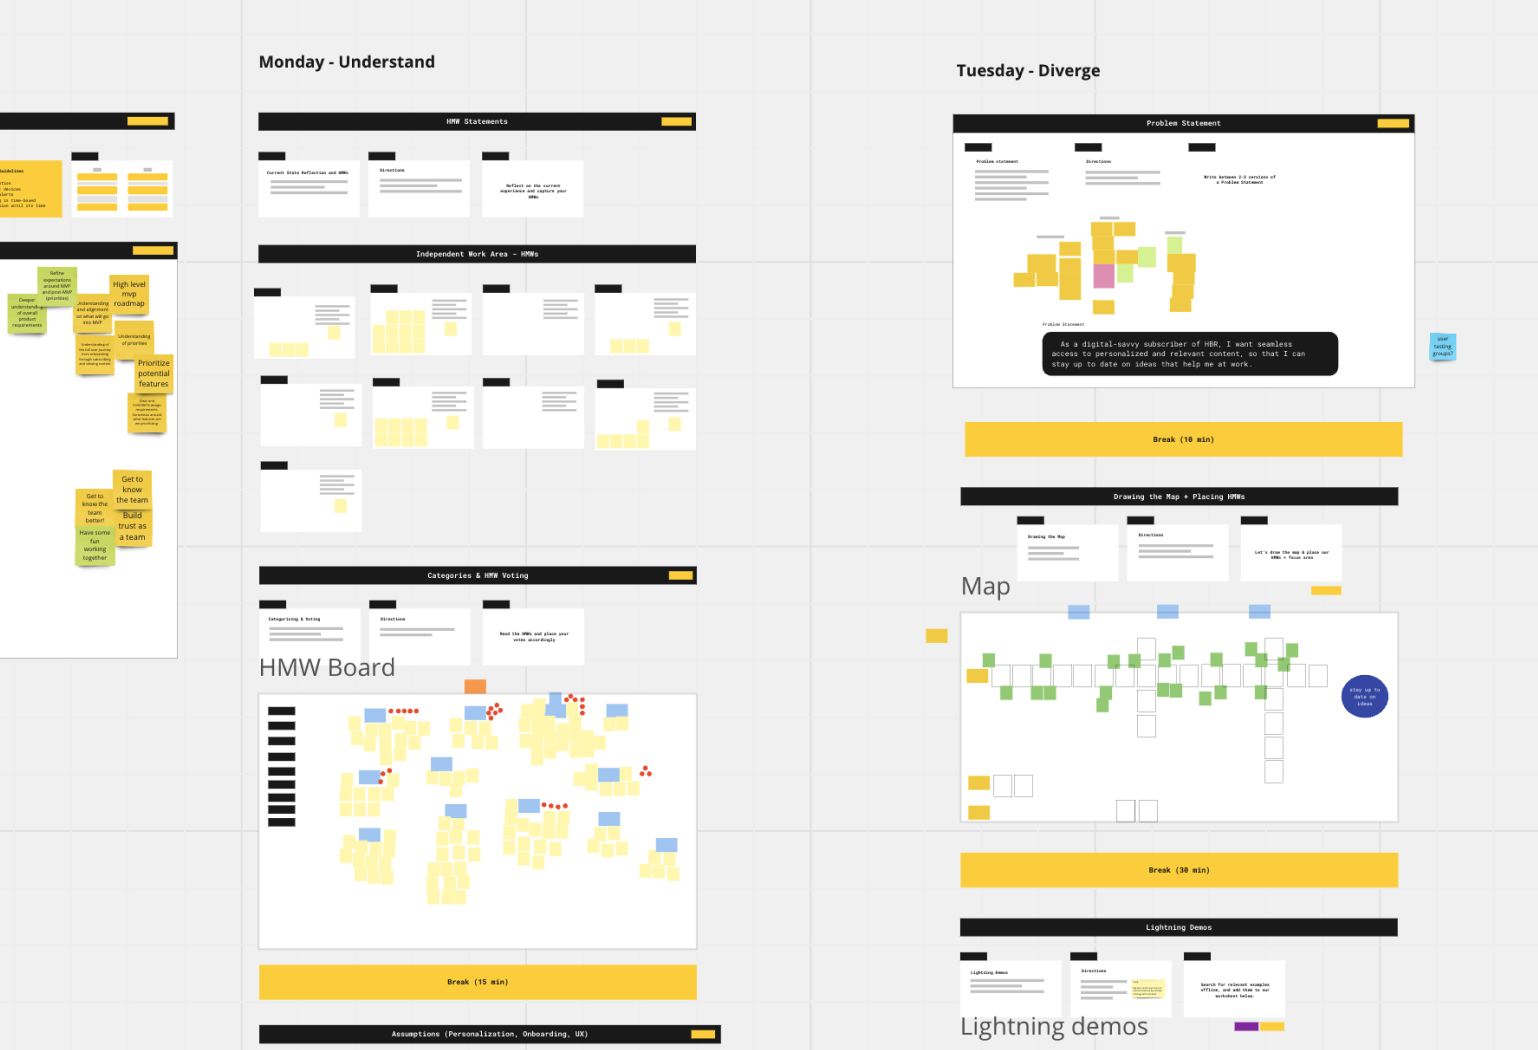 Monday - Understand
Tuesday - Diverge
HMW Statements
Current State Reflection and HMWs
Directions
Reflect on the current
experience and capture your
HMWs
Independent Work Area - HMWs
Guidelines
High level
mvp
roadmap
Refine
expectations
around MVP
and post-MVP
(priorities)
Deeper
understanding
of overall
product
requirements
Understanding
and alignment
on what will go
into MVP
Understanding
of priorities
Prioritize
potential
features
Get to
know
the team
Get to
know the
team
better!
Build
trust as
a team
Have some
fun
working
together
Categories & HMW Voting
Categorizing & Voting
Directions
Read the HMWs and place your
votes accordingly
HMW Board
Break (15 min)
Assumptions (Personalization, Onboarding, UX)
Problem Statement
Problem statement
Directions
Write between 2-3 versions of
a Problem Statement
Problem Statement
As a digital-savvy subscriber of HBR, I want seamless
access to personalized and relevant content, so that I can
stay up to date on ideas that help me at work.
user
testing
groups?
Break (10 min)
Drawing the Map + Placing HMWs
Drawing the Map
Directions
Let's draw the map & place our
HMWs + focus area
Map
stay up to
date on
ideas
Break (30 min)
Lightning Demos
Lightning Demos
Directions
Search for relevant examples
offline, and add them to our
worksheet below.
Lightning demos